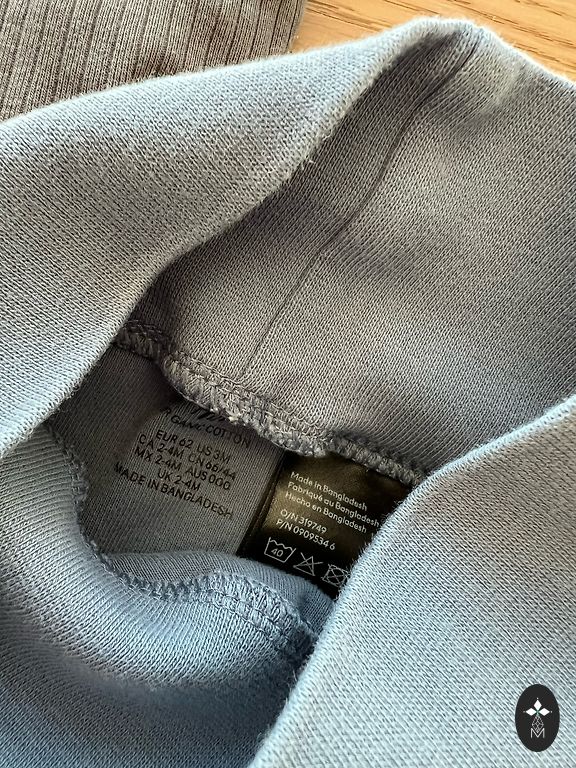 GANIC COTTON
EUR 62 US 3M
CA 2-4M CN 66/44
MX 2-4M AUS 000
UK 2-4M
MADE IN BANGLADESH
Made in Bangladesh
Fabriqué au Bangladesh
Hecho en Bangladesh
O/N 319749
P/N 0909534 6
40
M